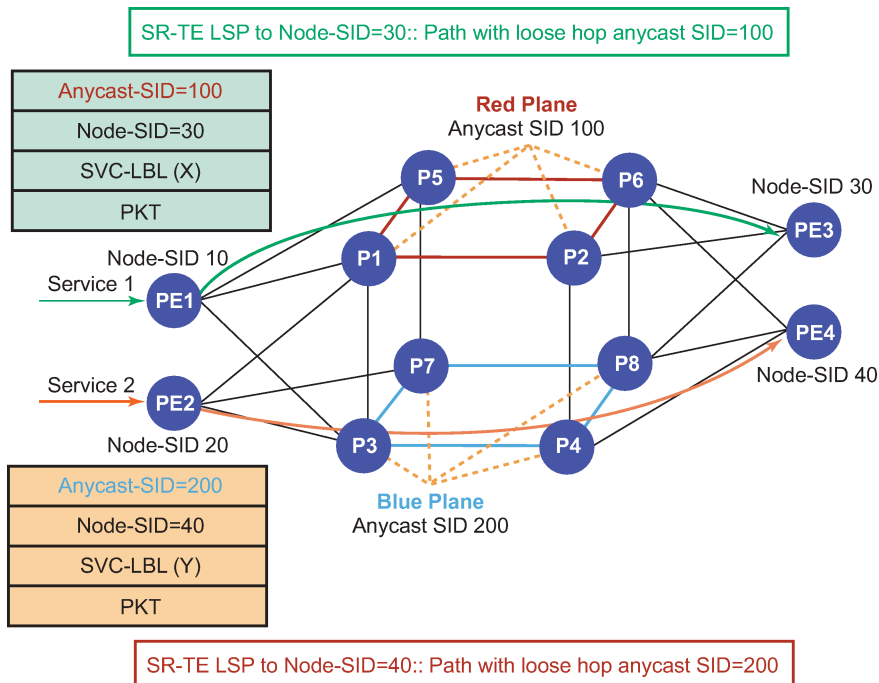 SR-TE LSP to Node-SID=30:: Path with loose hop anycast SID=100
Anycast-SID=100
Node-SID=30
SVC-LBL (X)
PKT
Red Plane
Anycast SID 100
P5
P6
Node-SID 30
PE3
Node-SID 10
P1
P2
Service 1
PE1
PE4
Node-SID 40
P7
P8
Service 2
PE2
Node-SID 20
P3
P4
Anycast-SID=200
Node-SID=40
SVC-LBL (Y)
PKT
Blue Plane
Anycast SID 200
SR-TE LSP to Node-SID=40:: Path with loose hop anycast SID=200